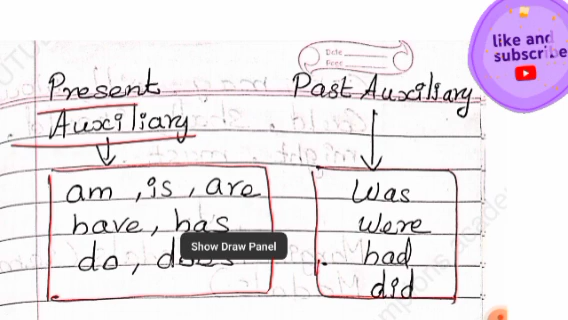 like and
subscribe
Date
Present
Auxiliary
Past Auxiliary
am, is, are
have, has
do, does
Show Draw Panel
Was
Were
had
did